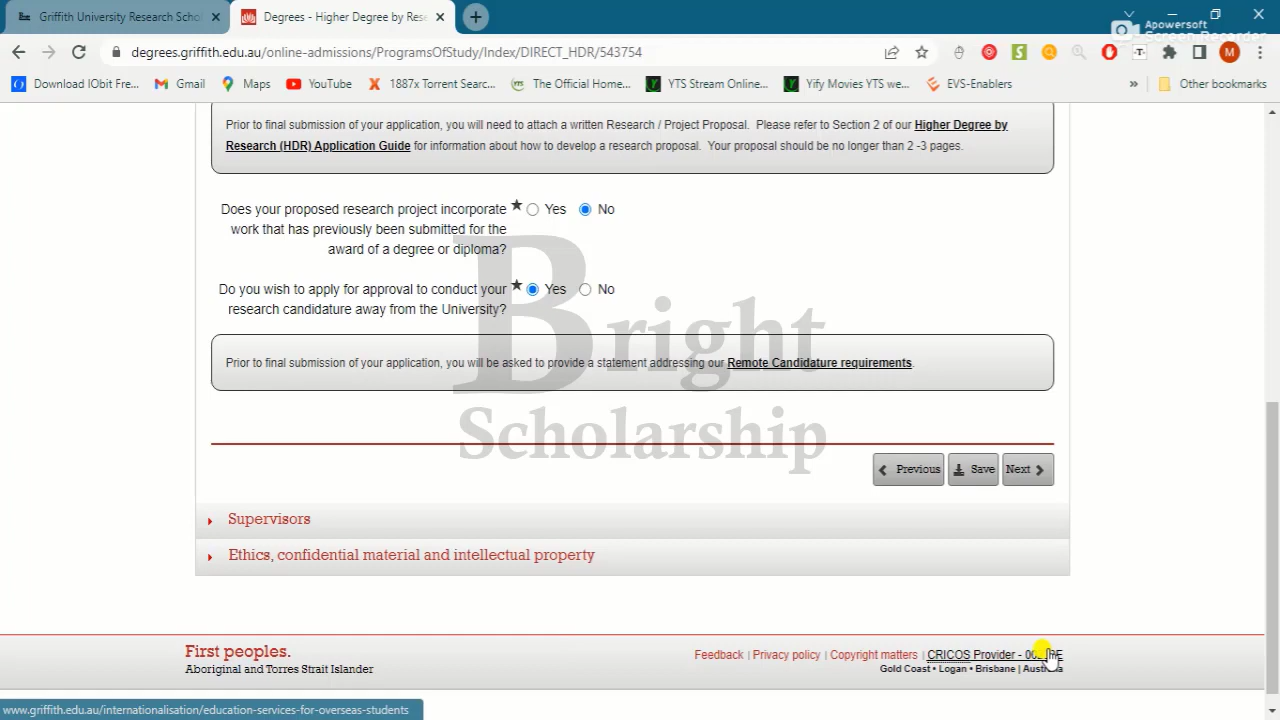 Griffith University Research Scho
Degrees - Higher Degree by Rese
Apowersoft
Screen Recorder
degrees.griffith.edu.au/online-admissions/ProgramsOfStudy/Index/DIRECT_HDR/543754
M
Download IObit Fre...
Gmail
Maps
YouTube
1887x Torrent Searc...
The Official Home...
YTS Stream Online...
Yify Movies YTS we...
EVS-Enablers
»
Other bookmarks
Prior to final submission of your application, you will need to attach a written Research / Project Proposal. Please refer to Section 2 of our Higher Degree by
Research (HDR) Application Guide for information about how to develop a research proposal. Your proposal should be no longer than 2 -3 pages.
Does your proposed research project incorporate ★ Yes No
work that has previously been submitted for the
award of a degree or diploma?
Do you wish to apply for approval to conduct your ★ Yes No
research candidature away from the University?
Prior to final submission of your application, you will be asked to provide a statement addressing our Remote Candidature requirements.
Bright
Scholarship
Previous Save Next
Supervisors
Ethics, confidential material and intellectual property
First peoples.
Aboriginal and Torres Strait Islander
Feedback | Privacy policy | Copyright matters | CRICOS Provider -
Gold Coast • Logan • Brisbane | Australia
www.griffith.edu.au/internationalisation/education-services-for-overseas-students